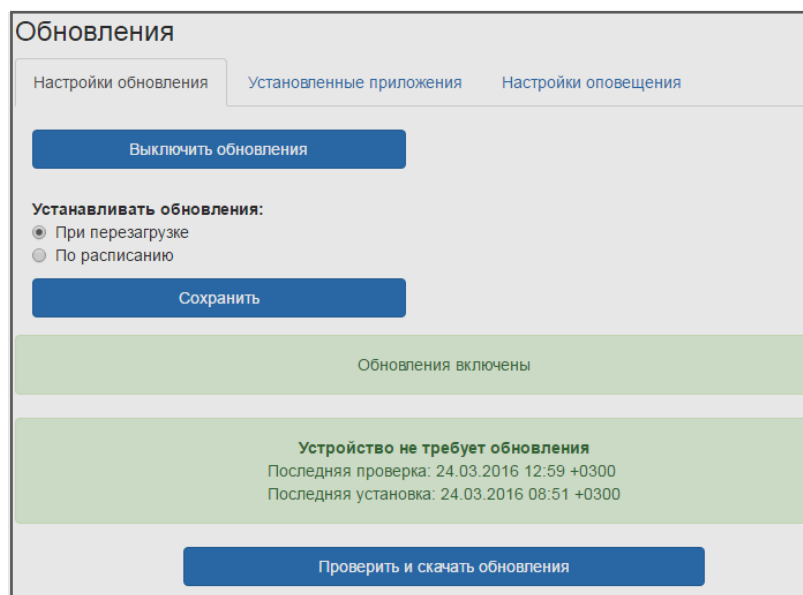 Обновления
Настройки обновления Установленные приложения Настройки оповещения
Выключить обновления
Устанавливать обновления:
При перезагрузке
По расписанию
Сохранить
Обновления включены
Устройство не требует обновления
Последняя проверка: 24.03.2016 12:59 +0300
Последняя установка: 24.03.2016 08:51 +0300
Проверить и скачать обновления